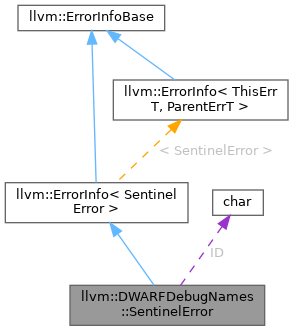 llvm::ErrorInfoBase
llvm::ErrorInfo< ThisErr
T, ParentErrT >
< SentinelError >
llvm::ErrorInfo< Sentinel
Error >
char
ID
llvm::DWARFDebugNames
::SentinelError